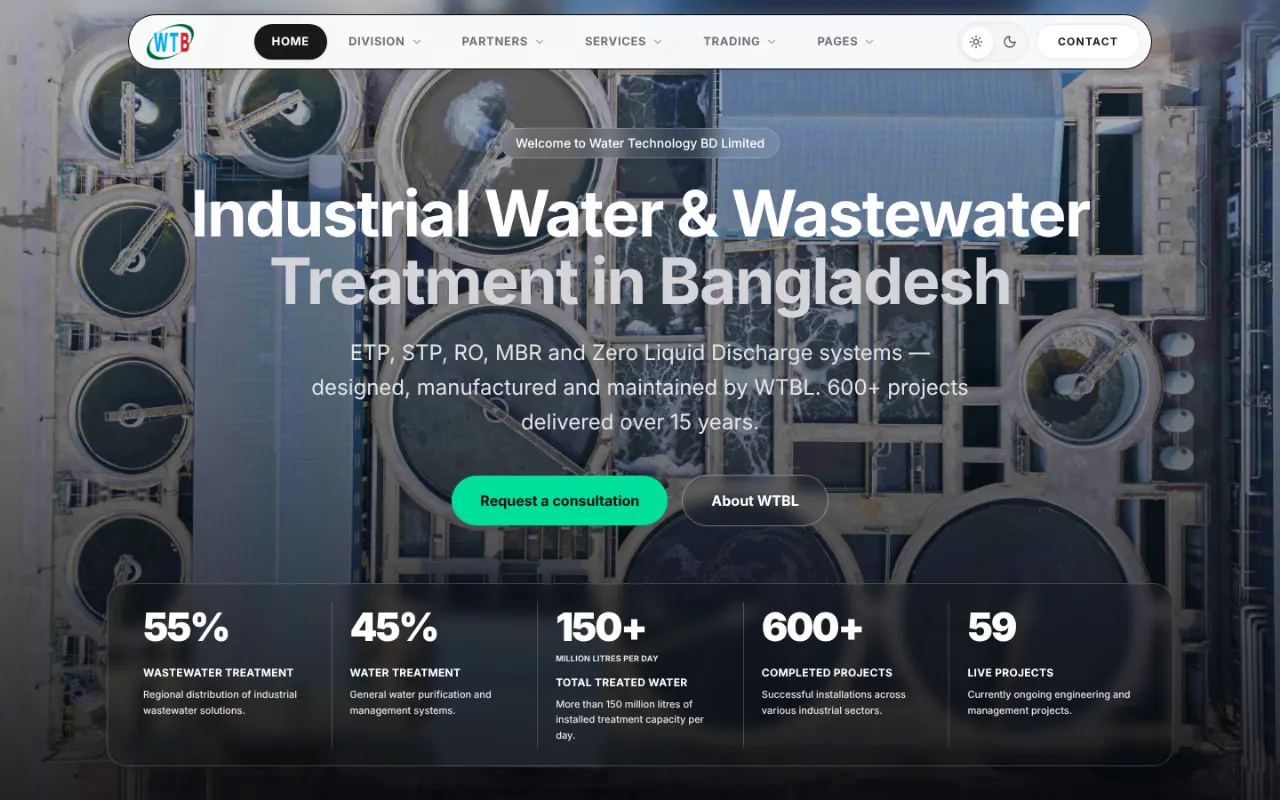 WTB
HOME
DIVISION
PARTNERS
SERVICES
TRADING
PAGES
CONTACT
Welcome to Water Technology BD Limited
Industrial Water & Wastewater
Treatment in Bangladesh
ETP, STP, RO, MBR and Zero Liquid Discharge systems —
designed, manufactured and maintained by WTBL. 600+ projects
delivered over 15 years.
Request a consultation
About WTBL
55%
WASTEWATER TREATMENT
Regional distribution of industrial
wastewater solutions.
45%
WATER TREATMENT
General water purification and
management systems.
150+
MILLION LITRES PER DAY
TOTAL TREATED WATER
More than 150 million litres of
installed treatment capacity per
day.
600+
COMPLETED PROJECTS
Successful installations across
various industrial sectors.
59
LIVE PROJECTS
Currently ongoing engineering and
management projects.